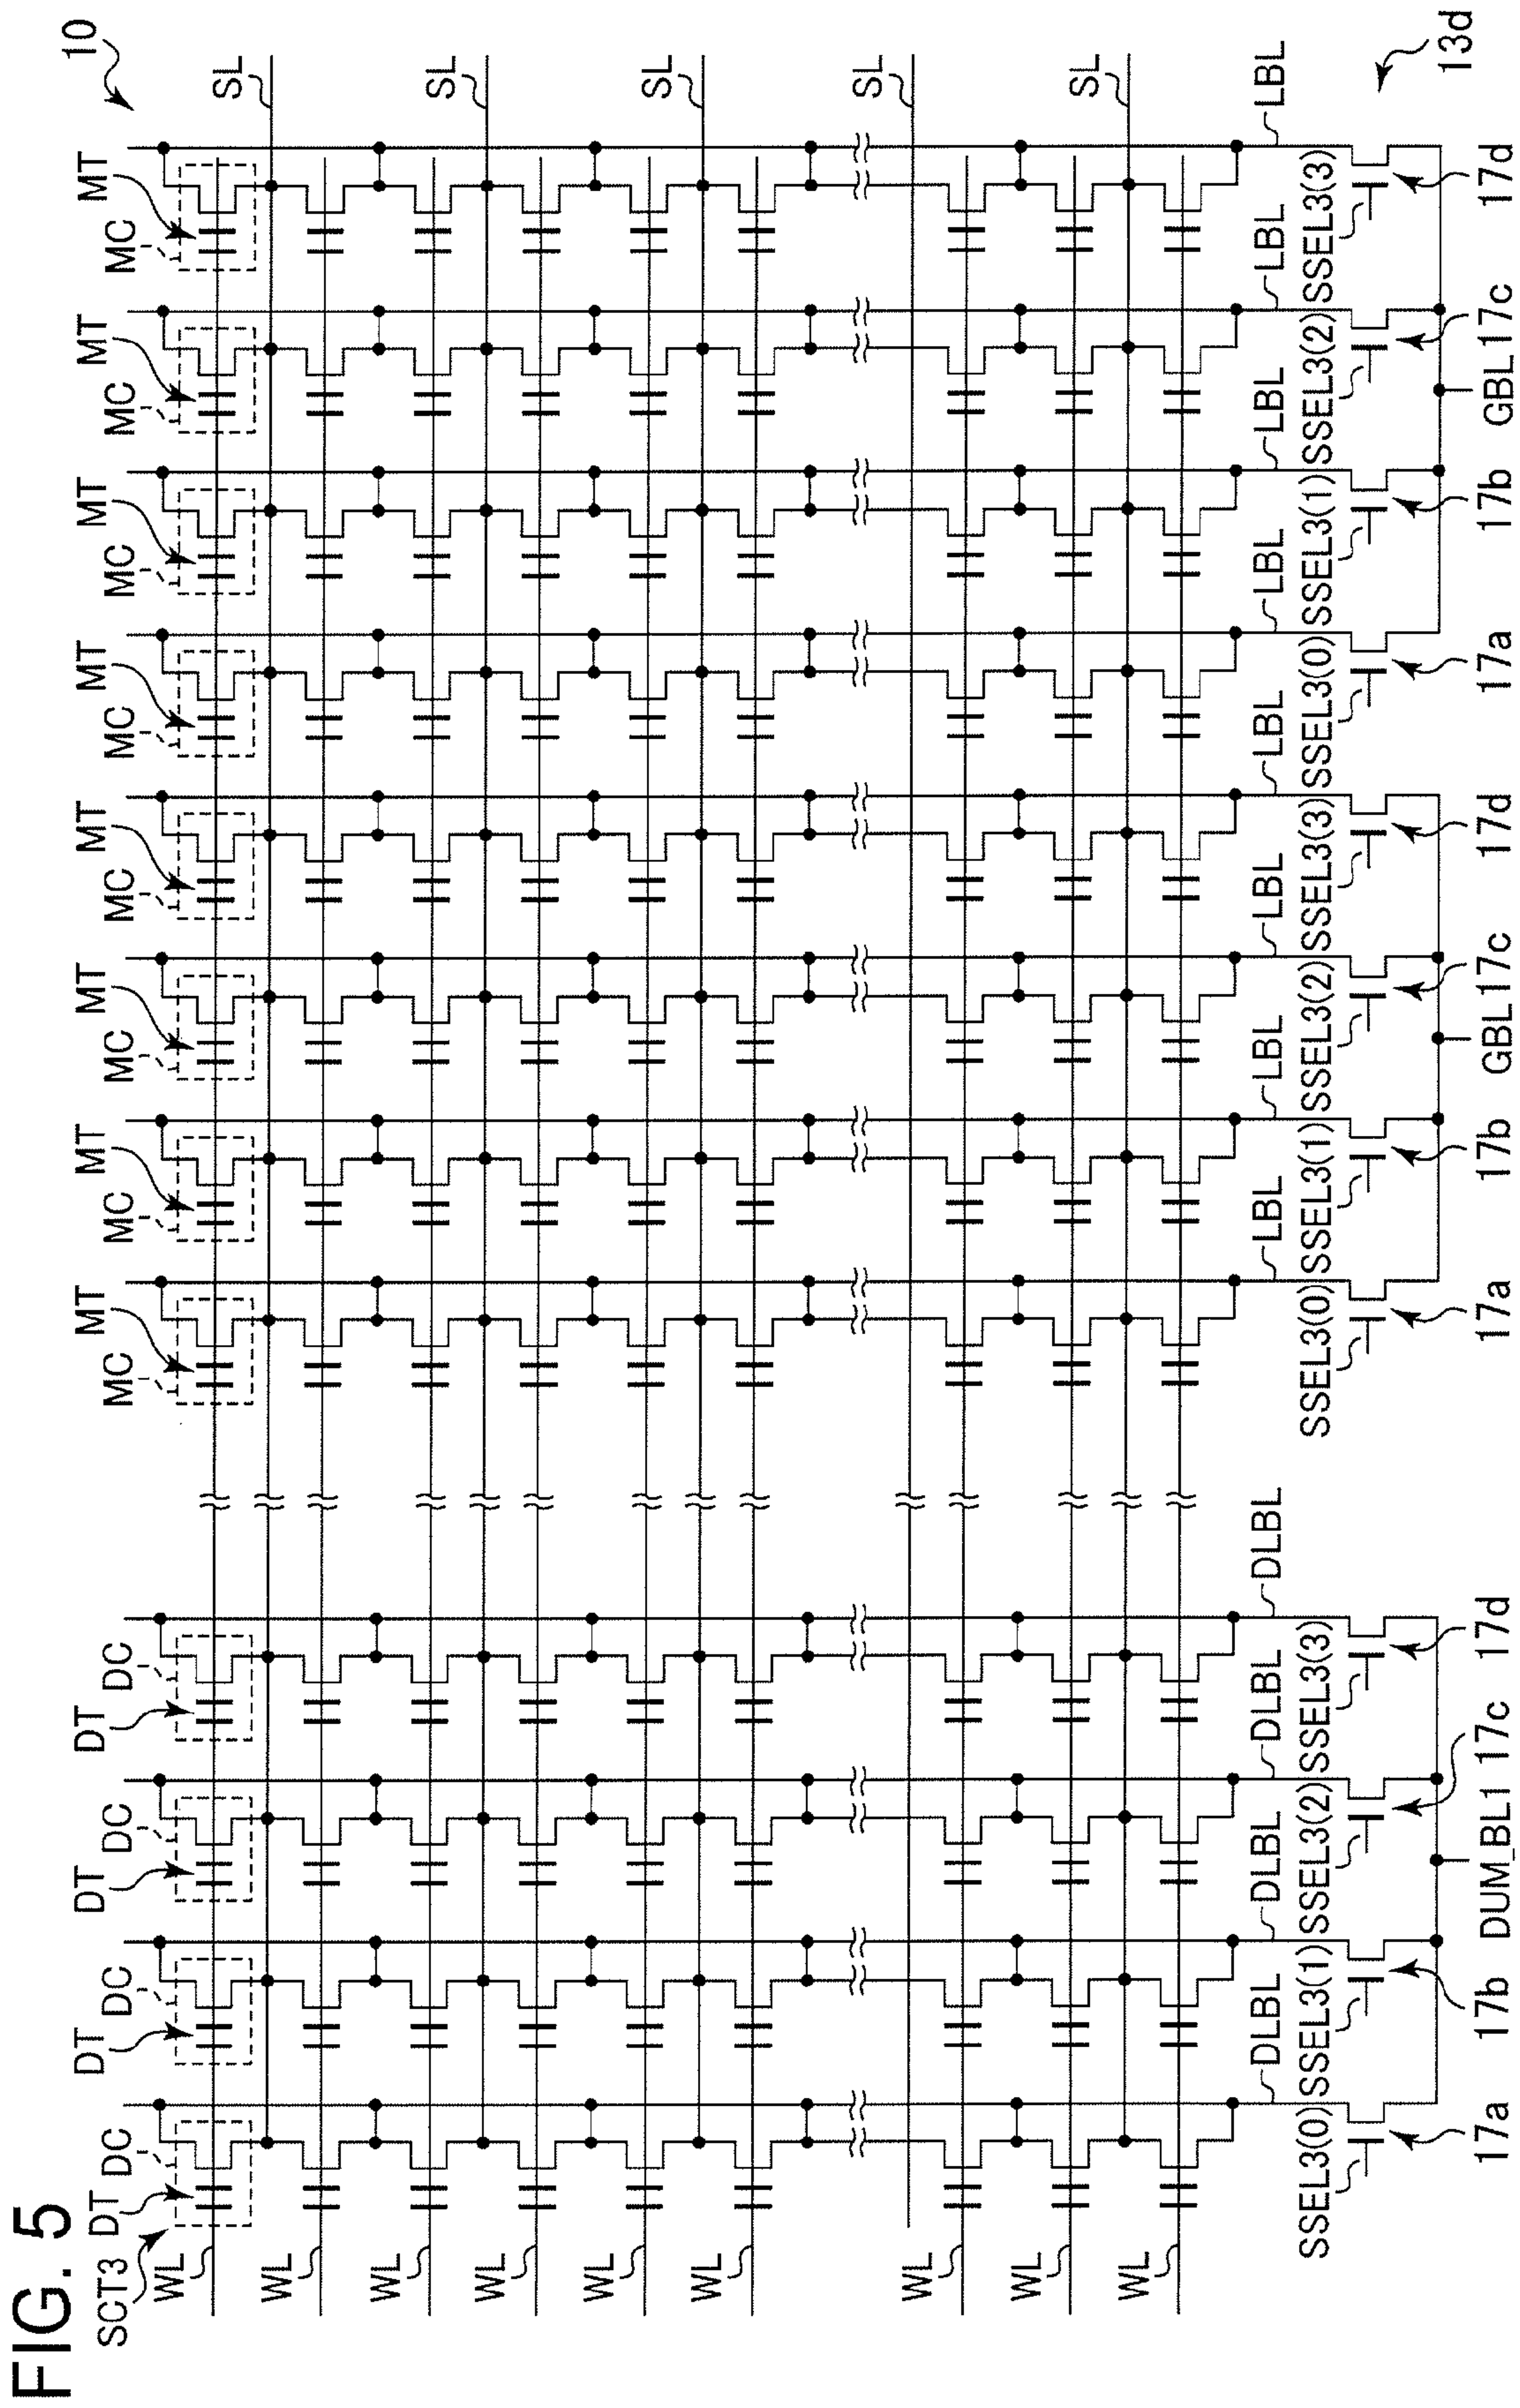 FIG. 5
10
DT DT DT DT MT MT MT MT MT MT MT MT
SCT3 DC DC DC DC MC MC MC MC MC MC MC MC
WL
SL
WL
WL
SL
WL
WL
SL
WL
SL
WL
WL
SL
WL
DLBL DLBL DLBL DLBL LBL LBL LBL LBL LBL LBL LBL LBL
SSEL3(0) SSEL3(1) SSEL3(2) SSEL3(3) SSEL3(0) SSEL3(1) SSEL3(2) SSEL3(3) SSEL3(0) SSEL3(1) SSEL3(2) SSEL3(3)
13d
17a 17b DUM_BL1 17c 17d 17a 17b GBL 17c 17d 17a 17b GBL 17c 17d